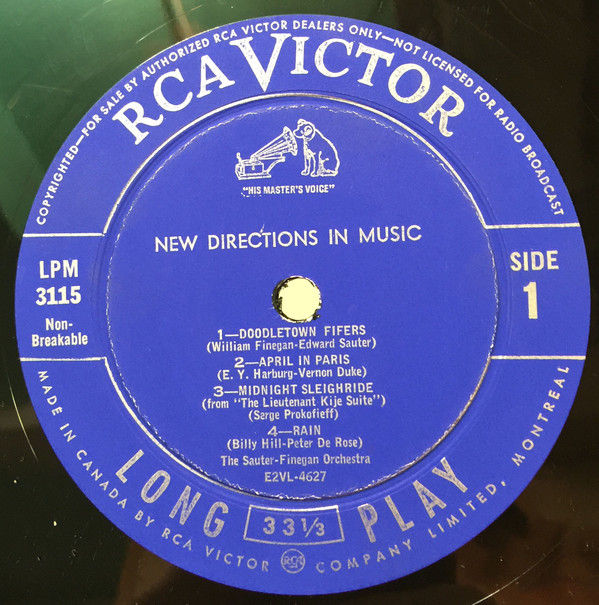 COPYRIGHTED—FOR SALE BY AUTHORIZED RCA VICTOR DEALERS ONLY—NOT LICENSED FOR RADIO BROADCAST
RCA VICTOR
"HIS MASTER'S VOICE"
NEW DIRECTIONS IN MUSIC
LPM
3115
Non-
Breakable
SIDE
1
1—DOODLETOWN FIFERS
(William Finegan-Edward Sauter)
2—APRIL IN PARIS
(E. Y. Harburg-Vernon Duke)
3—MIDNIGHT SLEIGHRIDE
(from "The Lieutenant Kije Suite")
(Serge Prokofieff)
4—RAIN
(Billy Hill-Peter De Rose)
The Sauter-Finegan Orchestra
E2VL-4627
LONG 33 1/3 PLAY
MADE IN CANADA BY RCA VICTOR RCA COMPANY LIMITED, MONTREAL